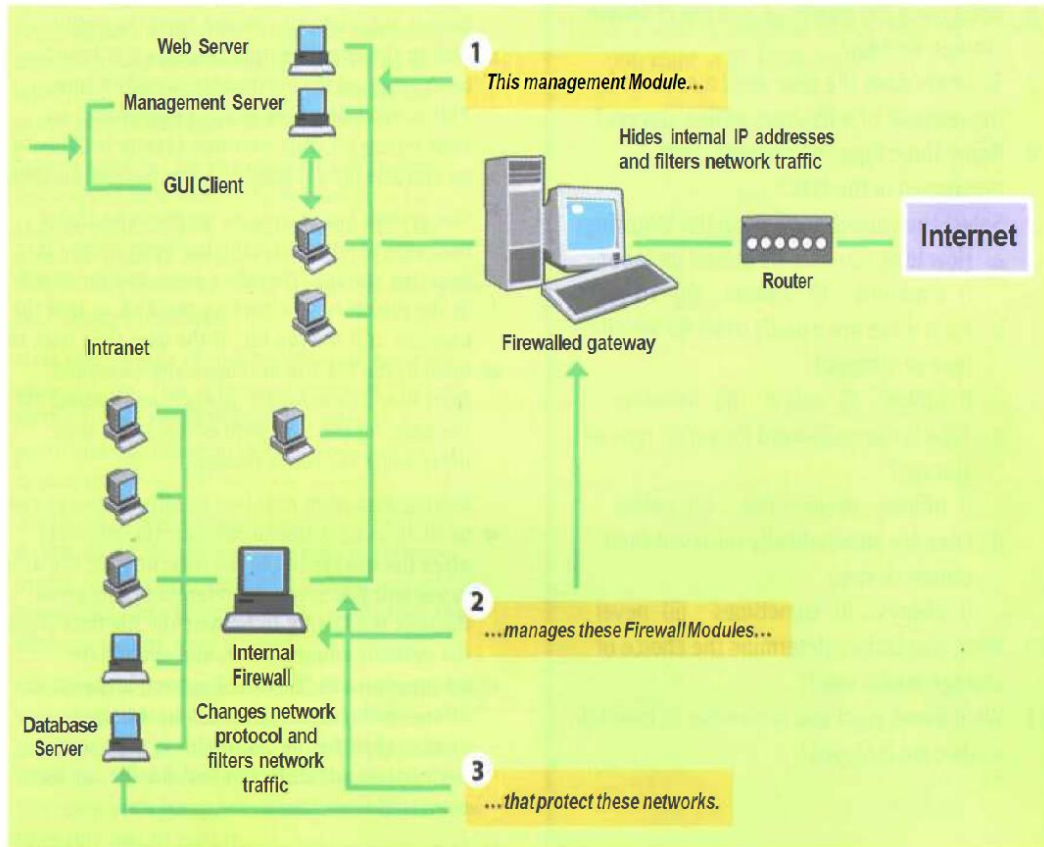 Web Server
Management Server
GUI Client
1
This management Module...
Hides internal IP addresses
and filters network traffic
Internet
Router
Firewalled gateway
Intranet
2
...manages these Firewall Modules...
Internal
Firewall
Changes network
protocol and
filters network
traffic
Database
Server
3
...that protect these networks.